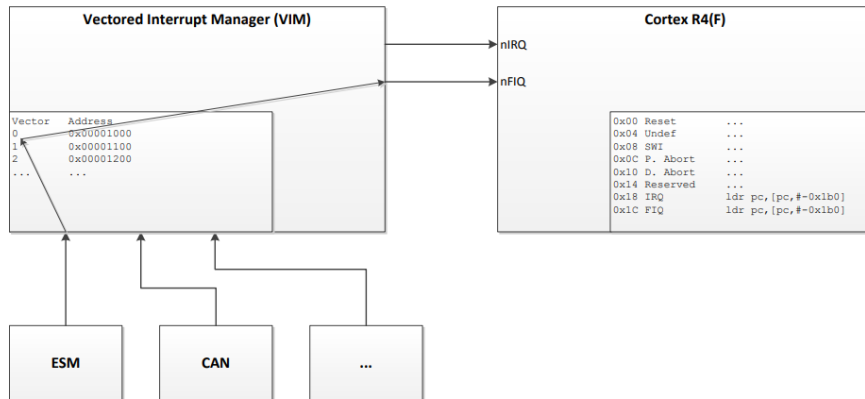 Vectored Interrupt Manager (VIM)
Cortex R4(F)
nIRQ
nFIQ
Vector Address
0 0x00001000
1 0x00001100
2 0x00001200
... ...
0x00 Reset ...
0x04 Undef ...
0x08 SWI ...
0x0C P. Abort ...
0x10 D. Abort ...
0x14 Reserved ...
0x18 IRQ ldr pc,[pc,#-0x1b0]
0x1C FIQ ldr pc,[pc,#-0x1b0]
ESM
CAN
...